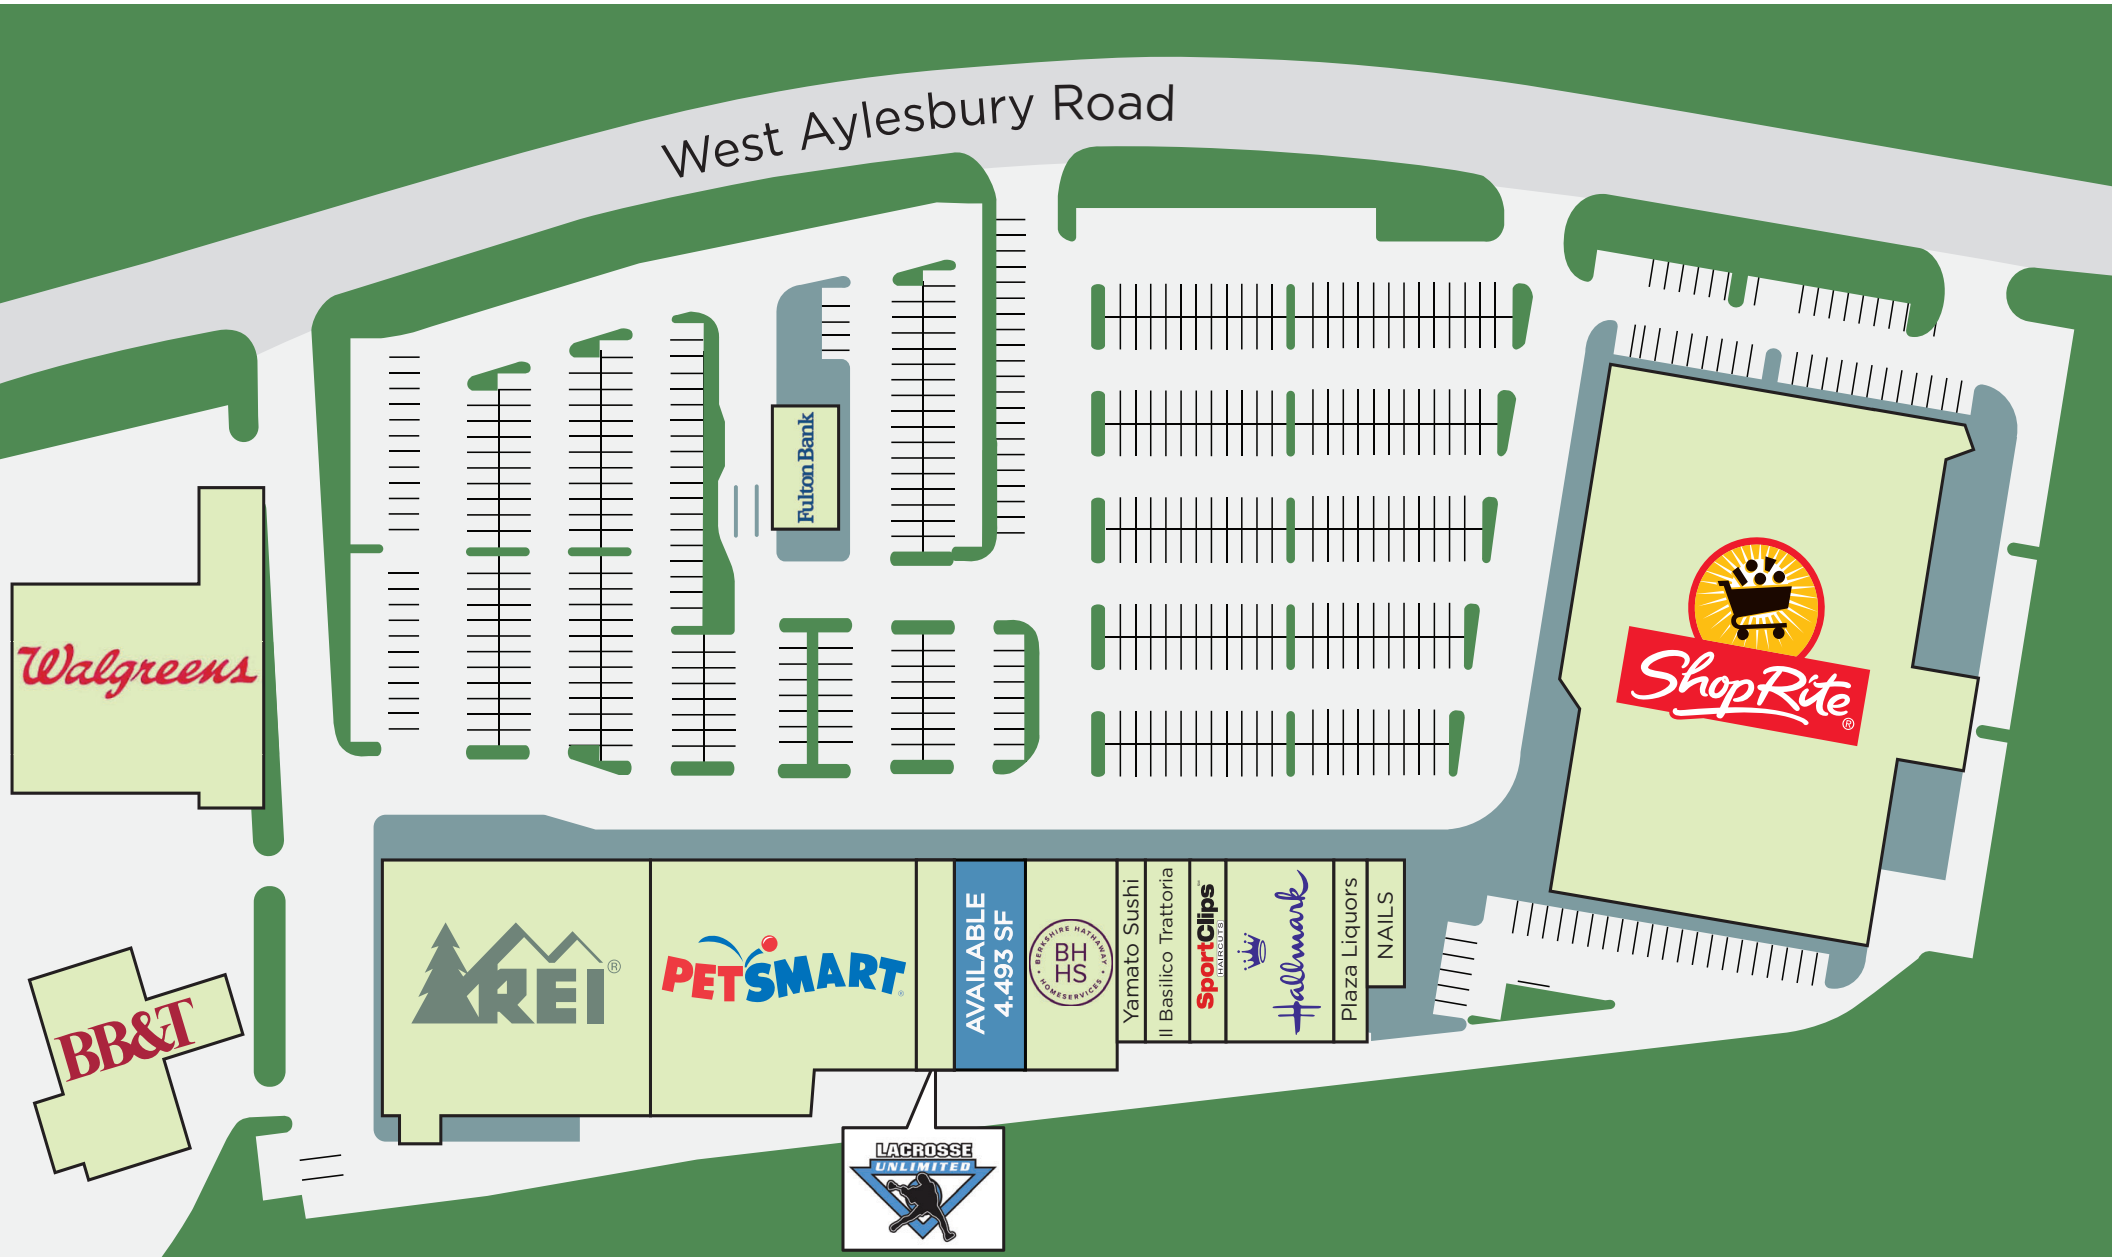 West Aylesbury Road
Fulton Bank
Walgreens
ShopRite®
BB&T
REI®
PETSMART
AVAILABLE
4.493 SF
BERKSHIRE HATHAWAY
BH
HS
HOMESERVICES
Yamato Sushi
Il Basilico Trattoria
SportClips
HAIRCUTS
Hallmark
Plaza Liquors
NAILS
LACROSSE
UNLIMITED